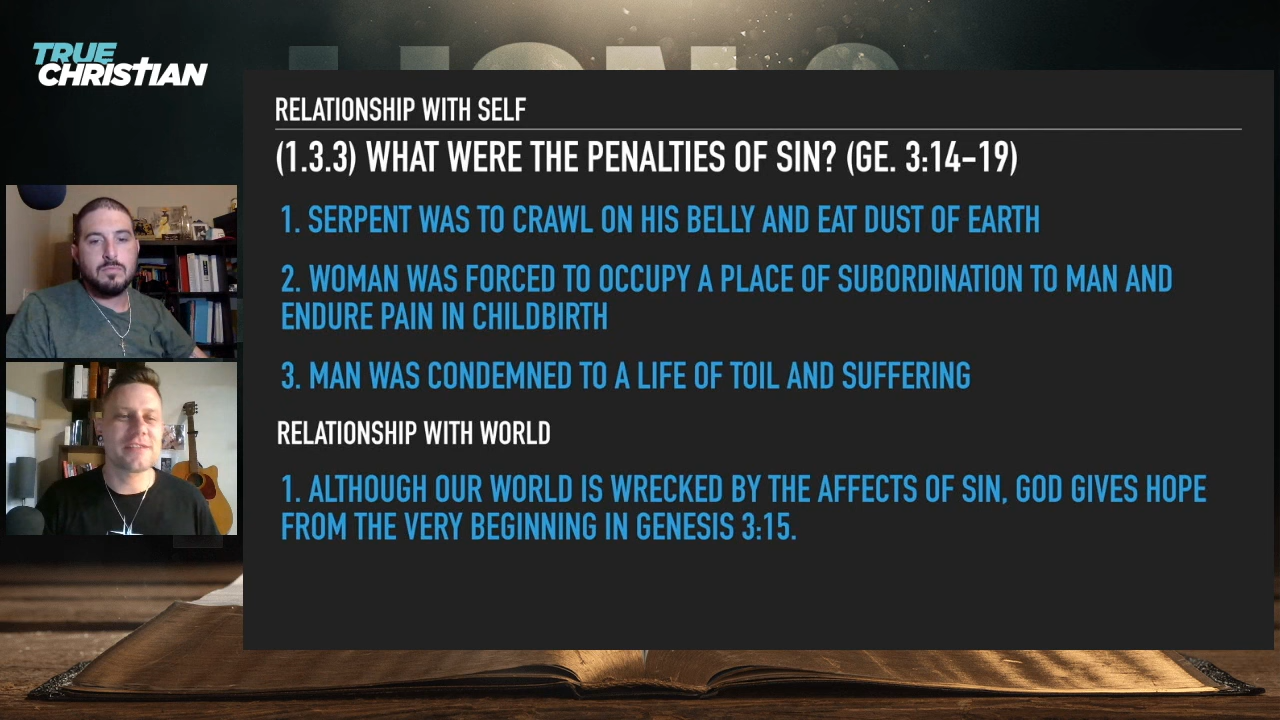 TRUE
CHRISTIAN
RELATIONSHIP WITH SELF
(1.3.3) WHAT WERE THE PENALTIES OF SIN? (GE. 3:14-19)
1. SERPENT WAS TO CRAWL ON HIS BELLY AND EAT DUST OF EARTH
2. WOMAN WAS FORCED TO OCCUPY A PLACE OF SUBORDINATION TO MAN AND
ENDURE PAIN IN CHILDBIRTH
3. MAN WAS CONDEMNED TO A LIFE OF TOIL AND SUFFERING
RELATIONSHIP WITH WORLD
1. ALTHOUGH OUR WORLD IS WRECKED BY THE AFFECTS OF SIN, GOD GIVES HOPE
FROM THE VERY BEGINNING IN GENESIS 3:15.